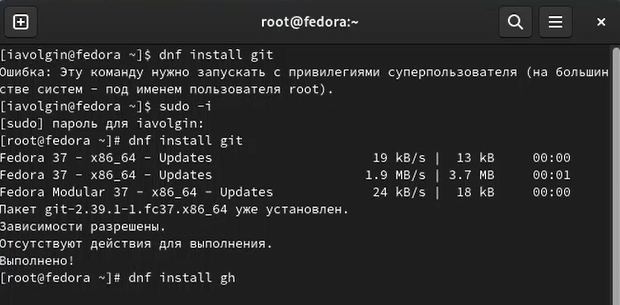 root@fedora:~
[iavolgin@fedora ~]$ dnf install git
Ошибка: Эту команду нужно запускать с привилегиями суперпользователя (на большин
стве систем – под именем пользователя root).
[iavolgin@fedora ~]$ sudo -i
[sudo] пароль для iavolgin:
[root@fedora ~]# dnf install git
Fedora 37 - x86_64 - Updates 19 kB/s | 13 kB 00:00
Fedora 37 - x86_64 - Updates 1.9 MB/s | 3.7 MB 00:01
Fedora Modular 37 - x86_64 - Updates 24 kB/s | 18 kB 00:00
Пакет git-2.39.1-1.fc37.x86_64 уже установлен.
Зависимости разрешены.
Отсутствуют действия для выполнения.
Выполнено!
[root@fedora ~]# dnf install gh